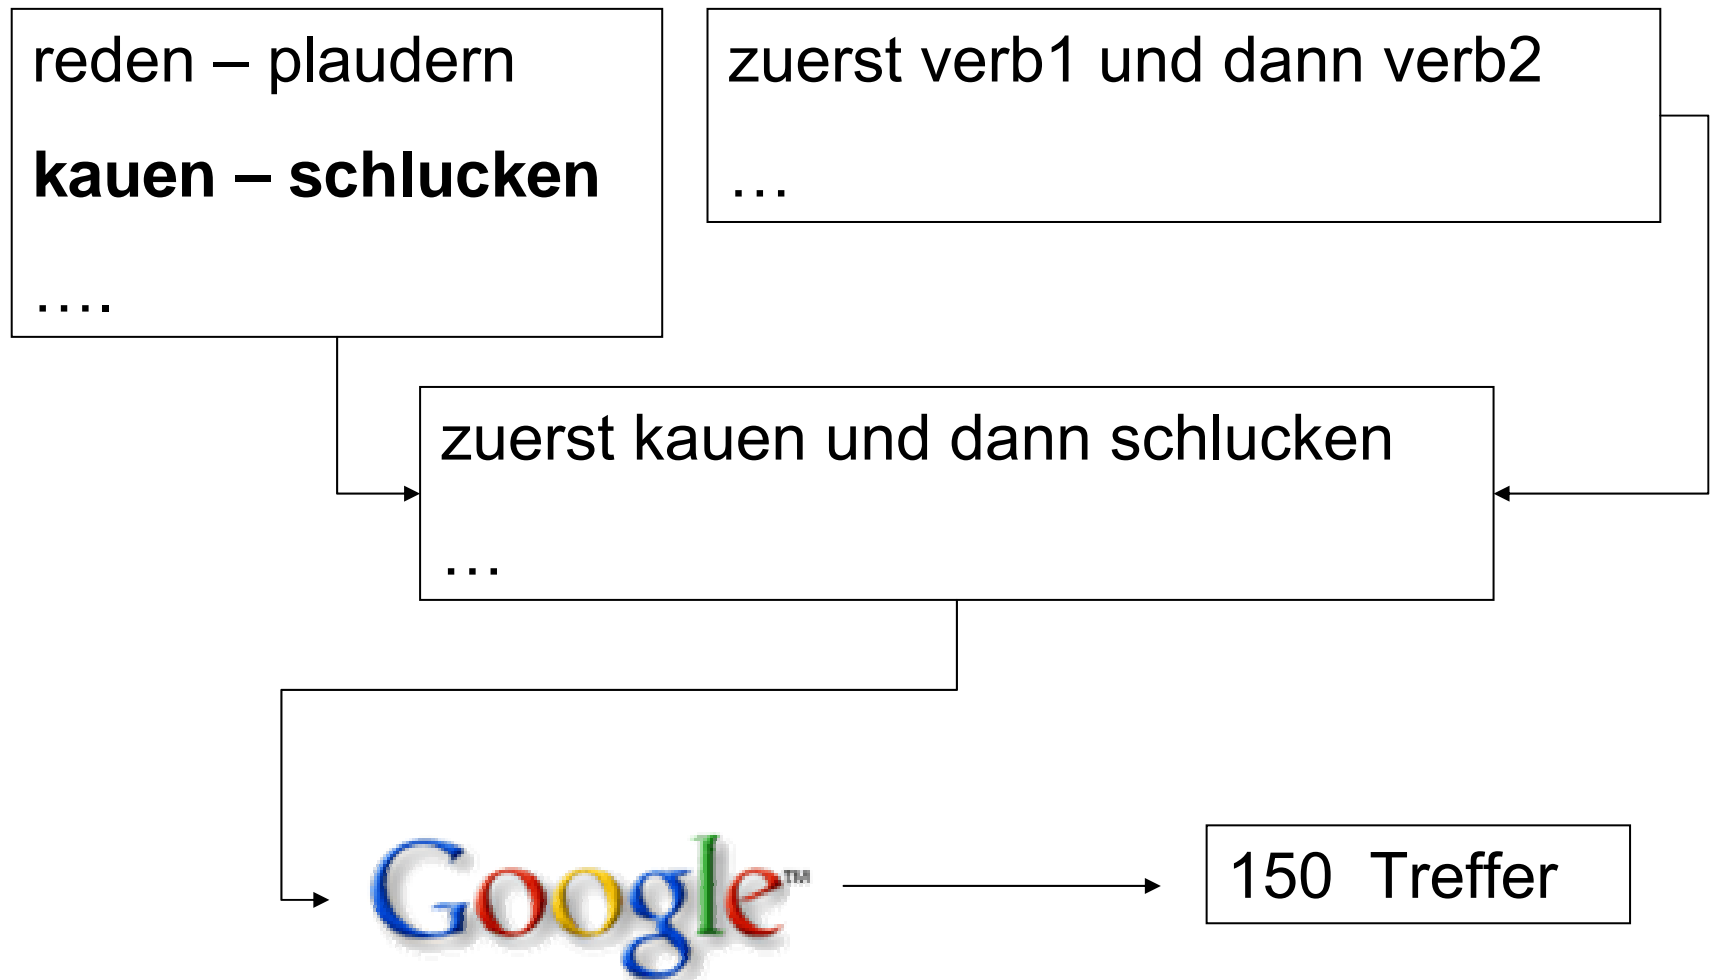 reden – plaudern
kauen – schlucken
….
zuerst verb1 und dann verb2
…
zuerst kauen und dann schlucken
…
Google™
150 Treffer